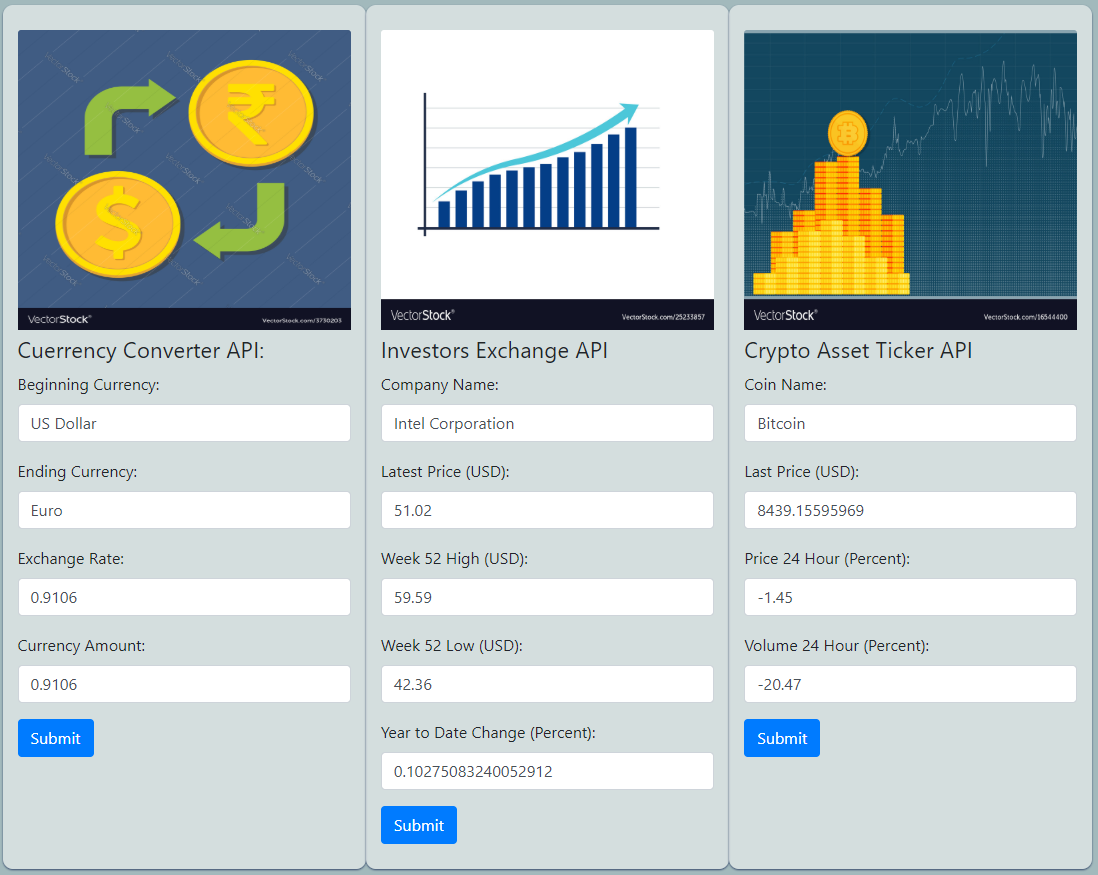 VectorStock®
VectorStock.com/3730203
Cuerrency Converter API:
Beginning Currency:
US Dollar
Ending Currency:
Euro
Exchange Rate:
0.9106
Currency Amount:
0.9106
Submit
VectorStock®
VectorStock.com/25233857
Investors Exchange API
Company Name:
Intel Corporation
Latest Price (USD):
51.02
Week 52 High (USD):
59.59
Week 52 Low (USD):
42.36
Year to Date Change (Percent):
0.10275083240052912
Submit
VectorStock®
VectorStock.com/16544400
Crypto Asset Ticker API
Coin Name:
Bitcoin
Last Price (USD):
8439.15595969
Price 24 Hour (Percent):
-1.45
Volume 24 Hour (Percent):
-20.47
Submit